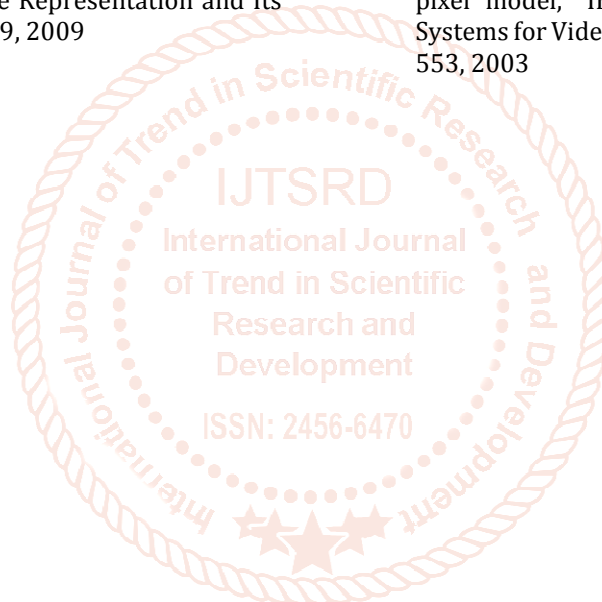 e Representation and Its
9, 2009
pixel model,"
Systems for Vide
553, 2003
International Journal of Trend in Scientific Research and Development
IJTSRD
International Journal
of Trend in Scientific
Research and
Development
ISSN: 2456-6470